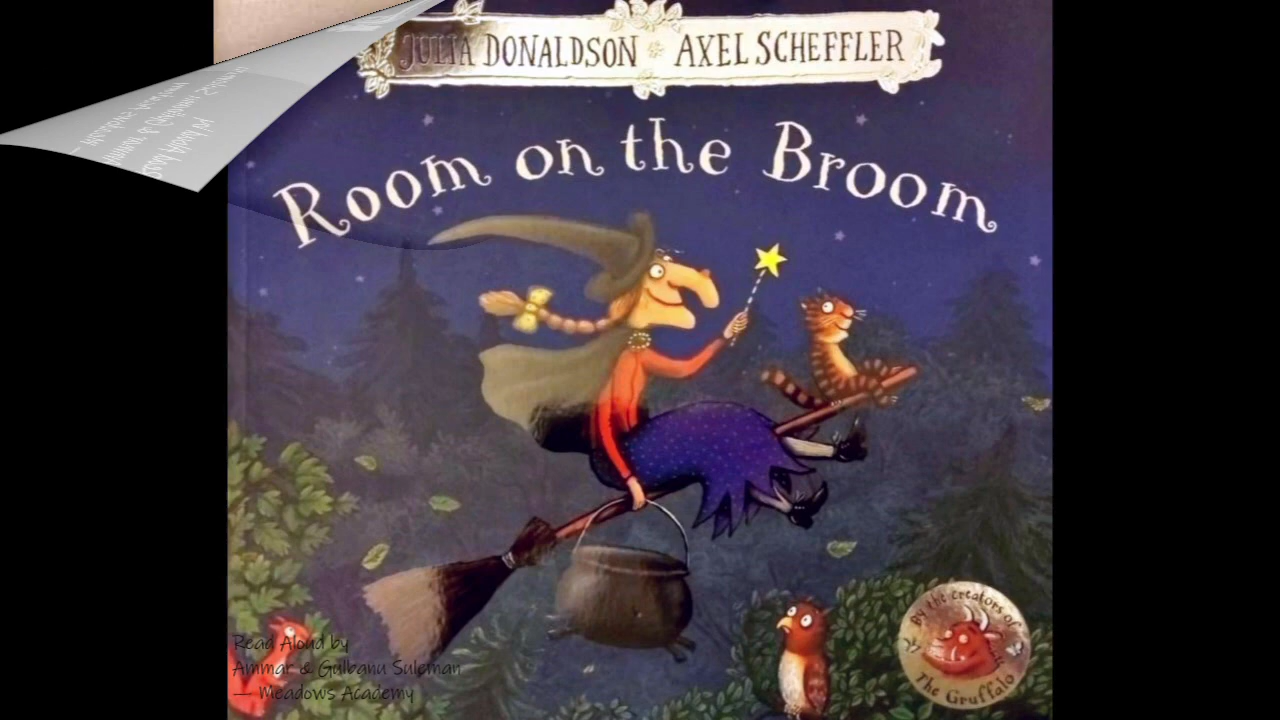 JULIA DONALDSON * AXEL SCHEFFLER
Room on the Broom
By the creators of
The Gruffalo
Read Aloud by
Ammar & Gulbanu Suleman
— Meadows Academy